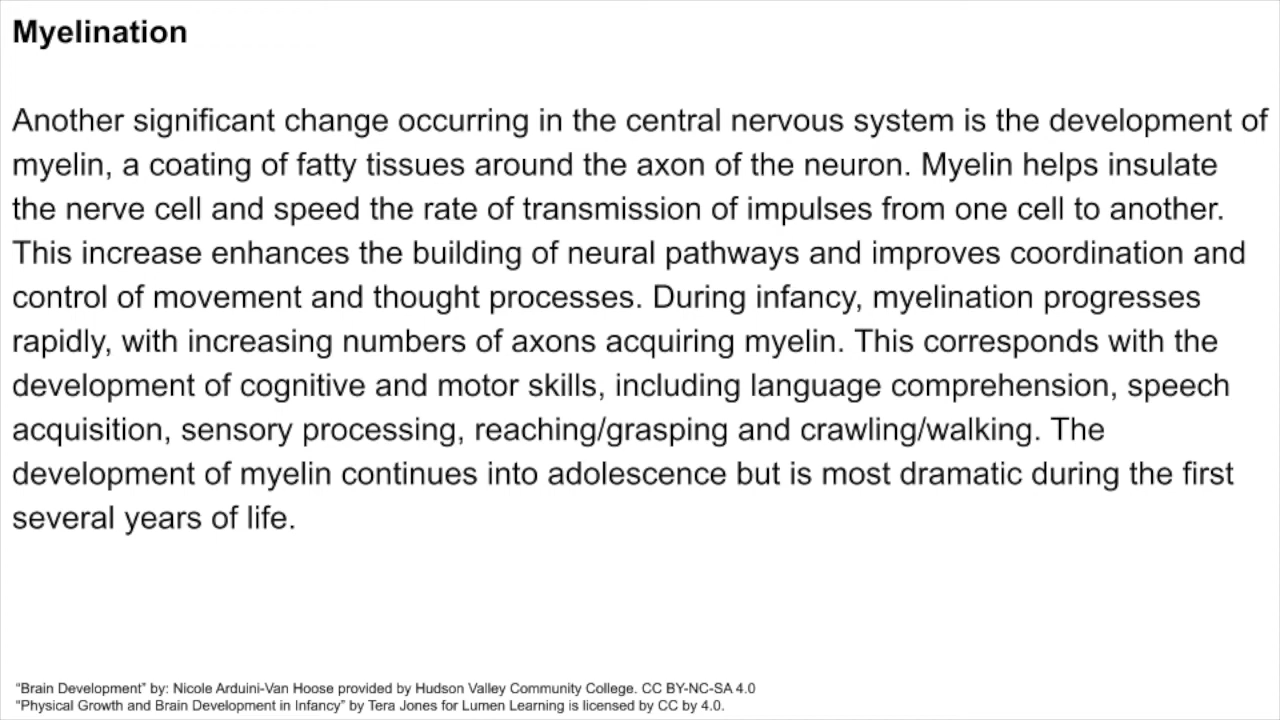 Myelination
Another significant change occurring in the central nervous system is the development of
myelin, a coating of fatty tissues around the axon of the neuron. Myelin helps insulate
the nerve cell and speed the rate of transmission of impulses from one cell to another.
This increase enhances the building of neural pathways and improves coordination and
control of movement and thought processes. During infancy, myelination progresses
rapidly, with increasing numbers of axons acquiring myelin. This corresponds with the
development of cognitive and motor skills, including language comprehension, speech
acquisition, sensory processing, reaching/grasping and crawling/walking. The
development of myelin continues into adolescence but is most dramatic during the first
several years of life.
“Brain Development” by: Nicole Arduini-Van Hoose provided by Hudson Valley Community College. CC BY-NC-SA 4.0
“Physical Growth and Brain Development in Infancy” by Tera Jones for Lumen Learning is licensed by CC by 4.0.